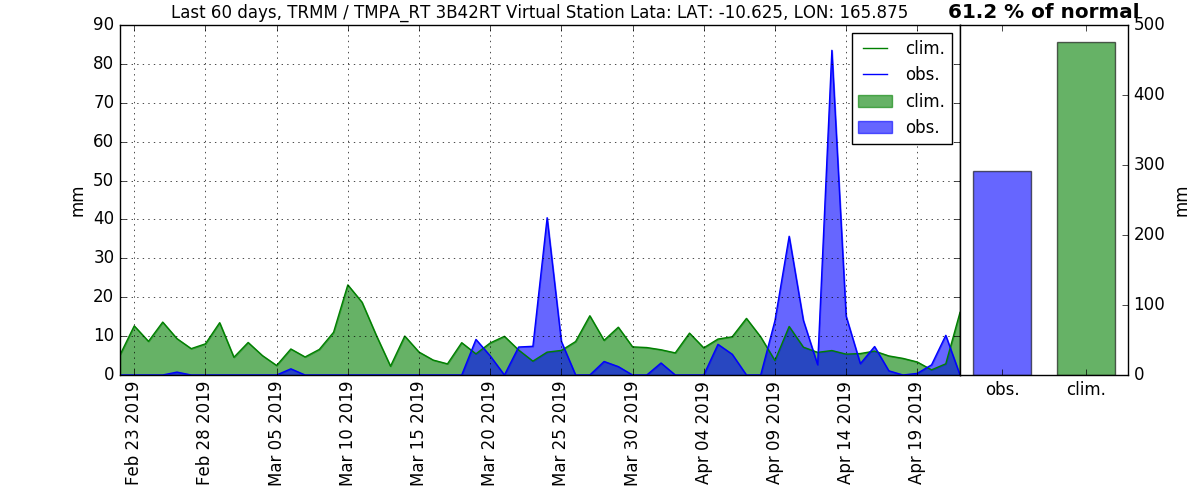 Last 60 days, TRMM / TMPA_RT 3B42RT Virtual Station Lata: LAT: -10.625, LON: 165.875
61.2 % of normal
90
80
70
60
50
40
30
20
10
0
mm
clim.
obs.
clim.
obs.
Feb 23 2019
Feb 28 2019
Mar 05 2019
Mar 10 2019
Mar 15 2019
Mar 20 2019
Mar 25 2019
Mar 30 2019
Apr 04 2019
Apr 09 2019
Apr 14 2019
Apr 19 2019
500
400
300
200
100
0
mm
obs.
clim.